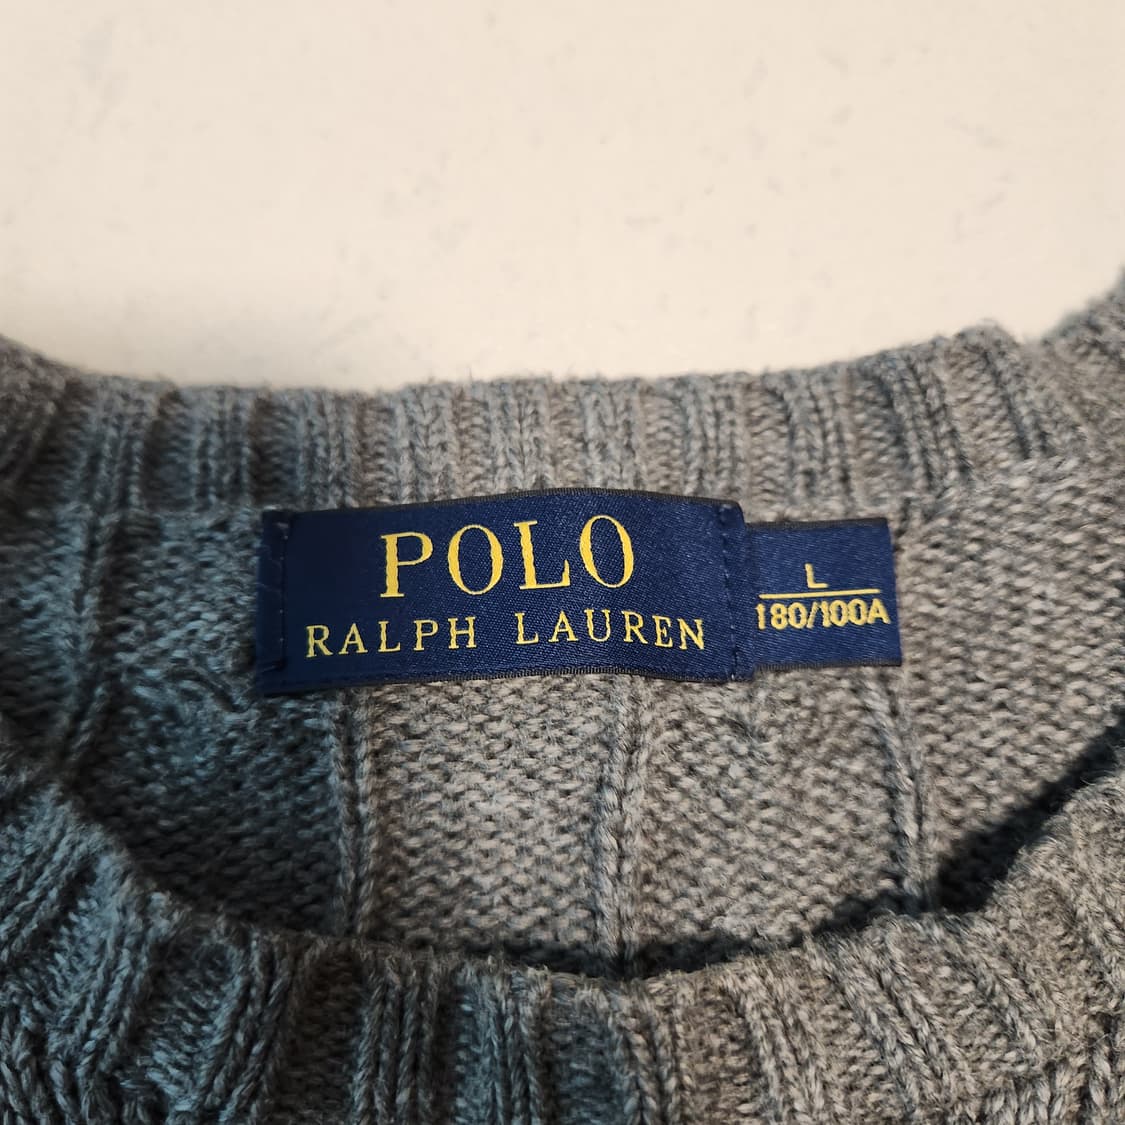 POLO
RALPH LAUREN
L
180/100A